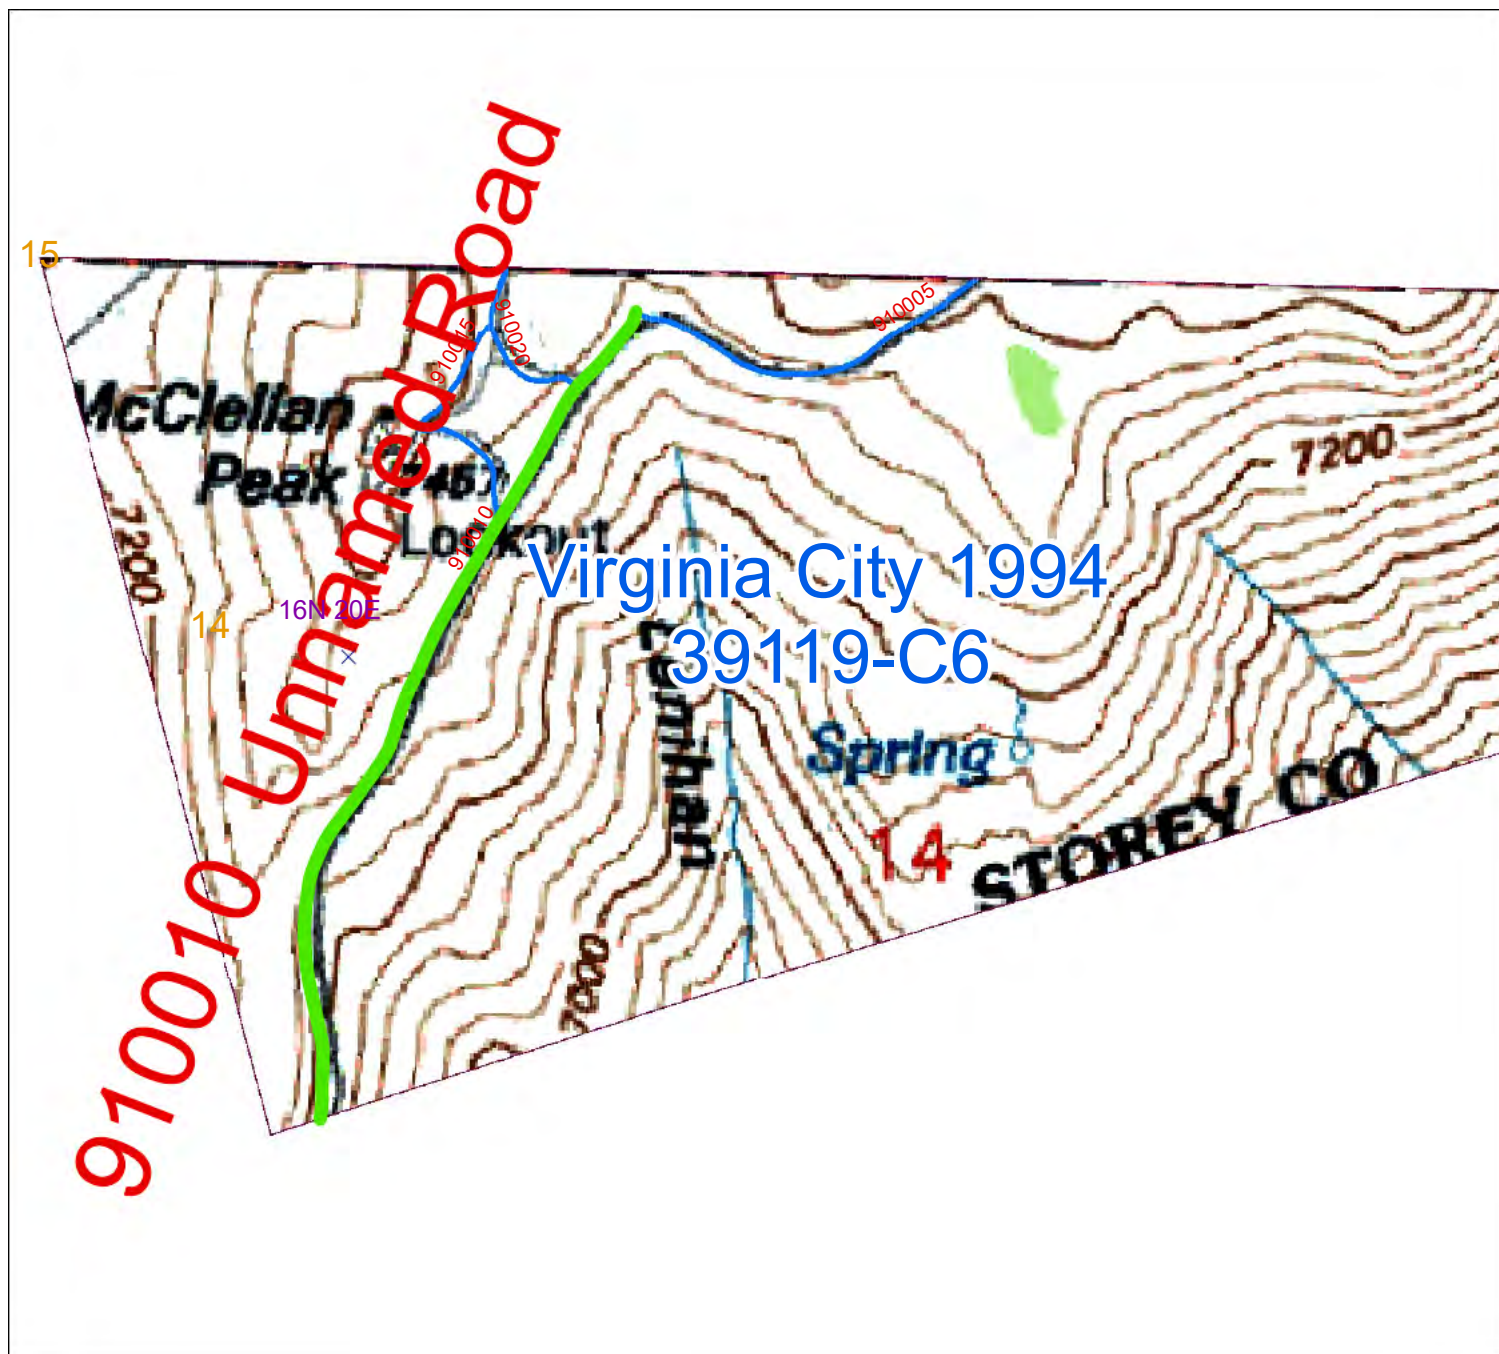 910010 Unnamed Road
15
910005
910020
910015
McClellan
Peak
7457
7200
Lookout
910010
7200
Virginia City 1994
39119-C6
16N 20E
14
Lenihan
Spring
STOREY CO
14
7000